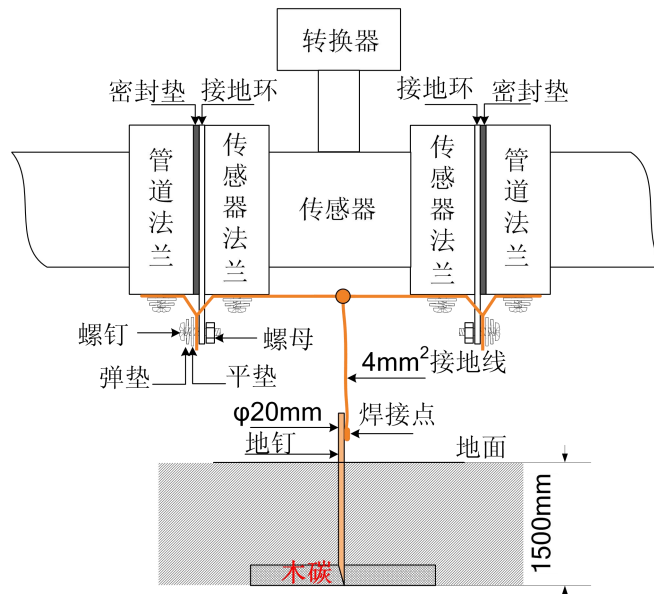 转换器
密封垫
接地环
接地环
密封垫
管道法兰
传感器法兰
传感器
传感器法兰
管道法兰
螺钉
螺母
弹垫
平垫
4mm²接地线
φ20mm
焊接点
地钉
地面
1500mm
木碳